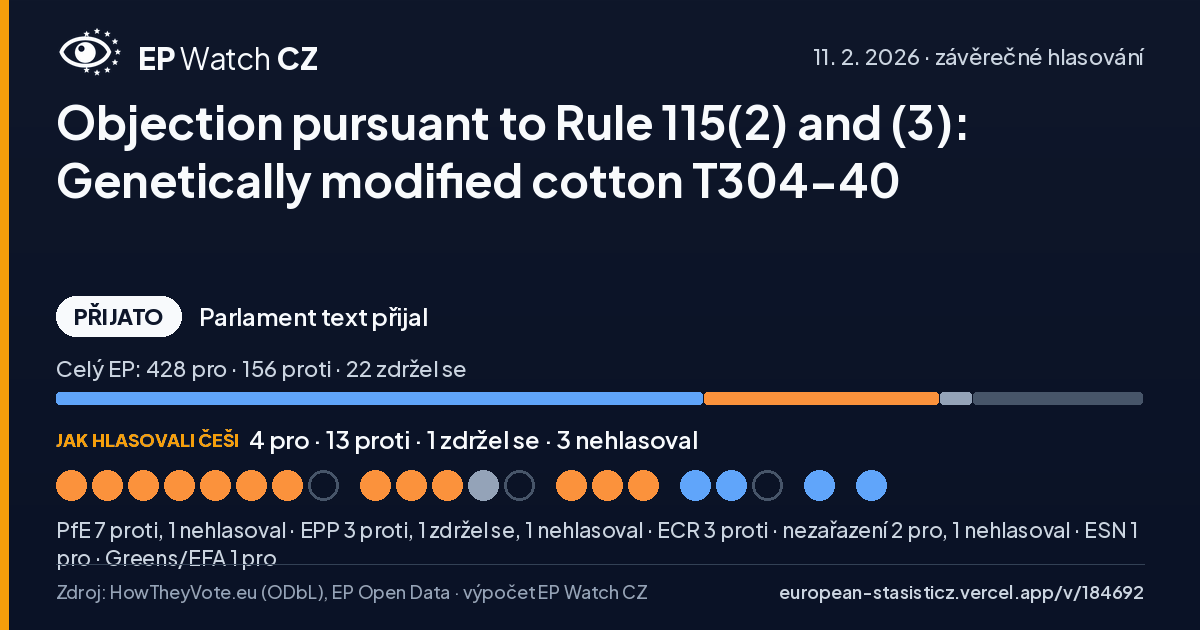 EP Watch CZ
11. 2. 2026 · závěrečné hlasování
Objection pursuant to Rule 115(2) and (3):
Genetically modified cotton T304-40
PŘIJATO Parlament text přijal
Celý EP: 428 pro · 156 proti · 22 zdržel se
JAK HLASOVALI ČEŠI 4 pro · 13 proti · 1 zdržel se · 3 nehlasoval
PfE 7 proti, 1 nehlasoval · EPP 3 proti, 1 zdržel se, 1 nehlasoval · ECR 3 proti · nezařazení 2 pro, 1 nehlasoval · ESN 1
pro · Greens/EFA 1 pro
Zdroj: HowTheyVote.eu (ODbL), EP Open Data · výpočet EP Watch CZ
european-stasisticz.vercel.app/v/184692